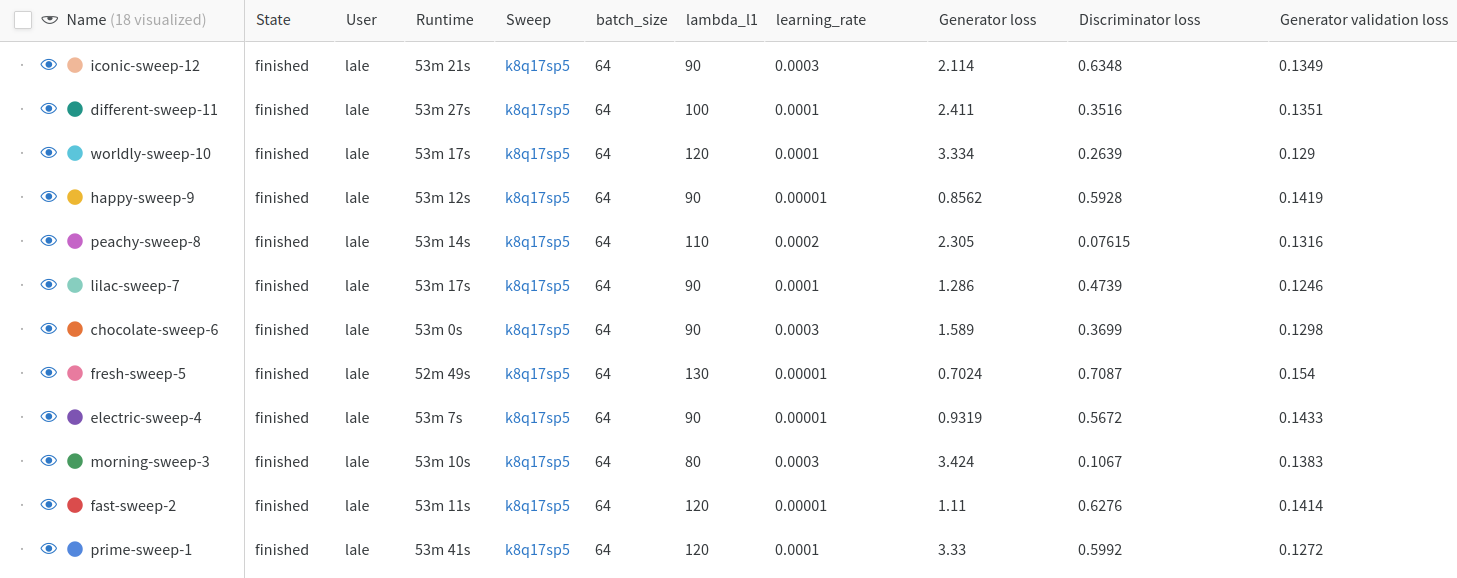 Name (18 visualized) State User Runtime Sweep batch_size lambda_l1 learning_rate Generator loss Discriminator loss Generator validation loss
iconic-sweep-12 finished lale 53m 21s k8q17sp5 64 90 0.0003 2.114 0.6348 0.1349
different-sweep-11 finished lale 53m 27s k8q17sp5 64 100 0.0001 2.411 0.3516 0.1351
worldly-sweep-10 finished lale 53m 17s k8q17sp5 64 120 0.0001 3.334 0.2639 0.129
happy-sweep-9 finished lale 53m 12s k8q17sp5 64 90 0.00001 0.8562 0.5928 0.1419
peachy-sweep-8 finished lale 53m 14s k8q17sp5 64 110 0.0002 2.305 0.07615 0.1316
lilac-sweep-7 finished lale 53m 17s k8q17sp5 64 90 0.0001 1.286 0.4739 0.1246
chocolate-sweep-6 finished lale 53m 0s k8q17sp5 64 90 0.0003 1.589 0.3699 0.1298
fresh-sweep-5 finished lale 52m 49s k8q17sp5 64 130 0.00001 0.7024 0.7087 0.154
electric-sweep-4 finished lale 53m 7s k8q17sp5 64 90 0.00001 0.9319 0.5672 0.1433
morning-sweep-3 finished lale 53m 10s k8q17sp5 64 80 0.0003 3.424 0.1067 0.1383
fast-sweep-2 finished lale 53m 11s k8q17sp5 64 120 0.00001 1.11 0.6276 0.1414
prime-sweep-1 finished lale 53m 41s k8q17sp5 64 120 0.0001 3.33 0.5992 0.1272